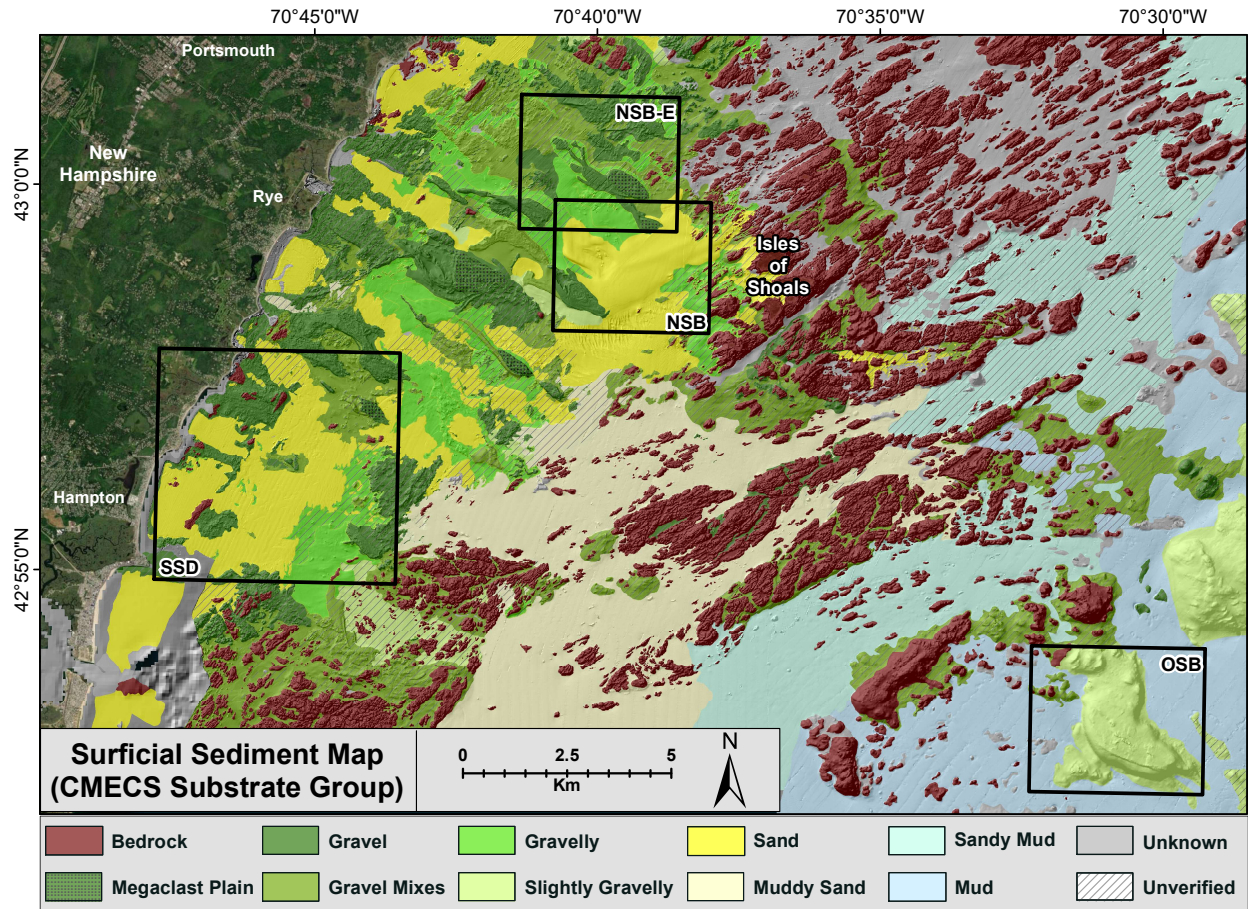 70°45'0"W 70°40'0"W 70°35'0"W 70°30'0"W
Portsmouth
NSB-E
New
Hampshire
43°0'0"N
Rye
Isles
of
Shoals
NSB
Hampton
SSD
42°55'0"N
OSB
Surficial Sediment Map
(CMECS Substrate Group)
0 2.5 5
Km
N
Bedrock Gravel Gravelly Sand Sandy Mud Unknown
Megaclast Plain Gravel Mixes Slightly Gravelly Muddy Sand Mud Unverified